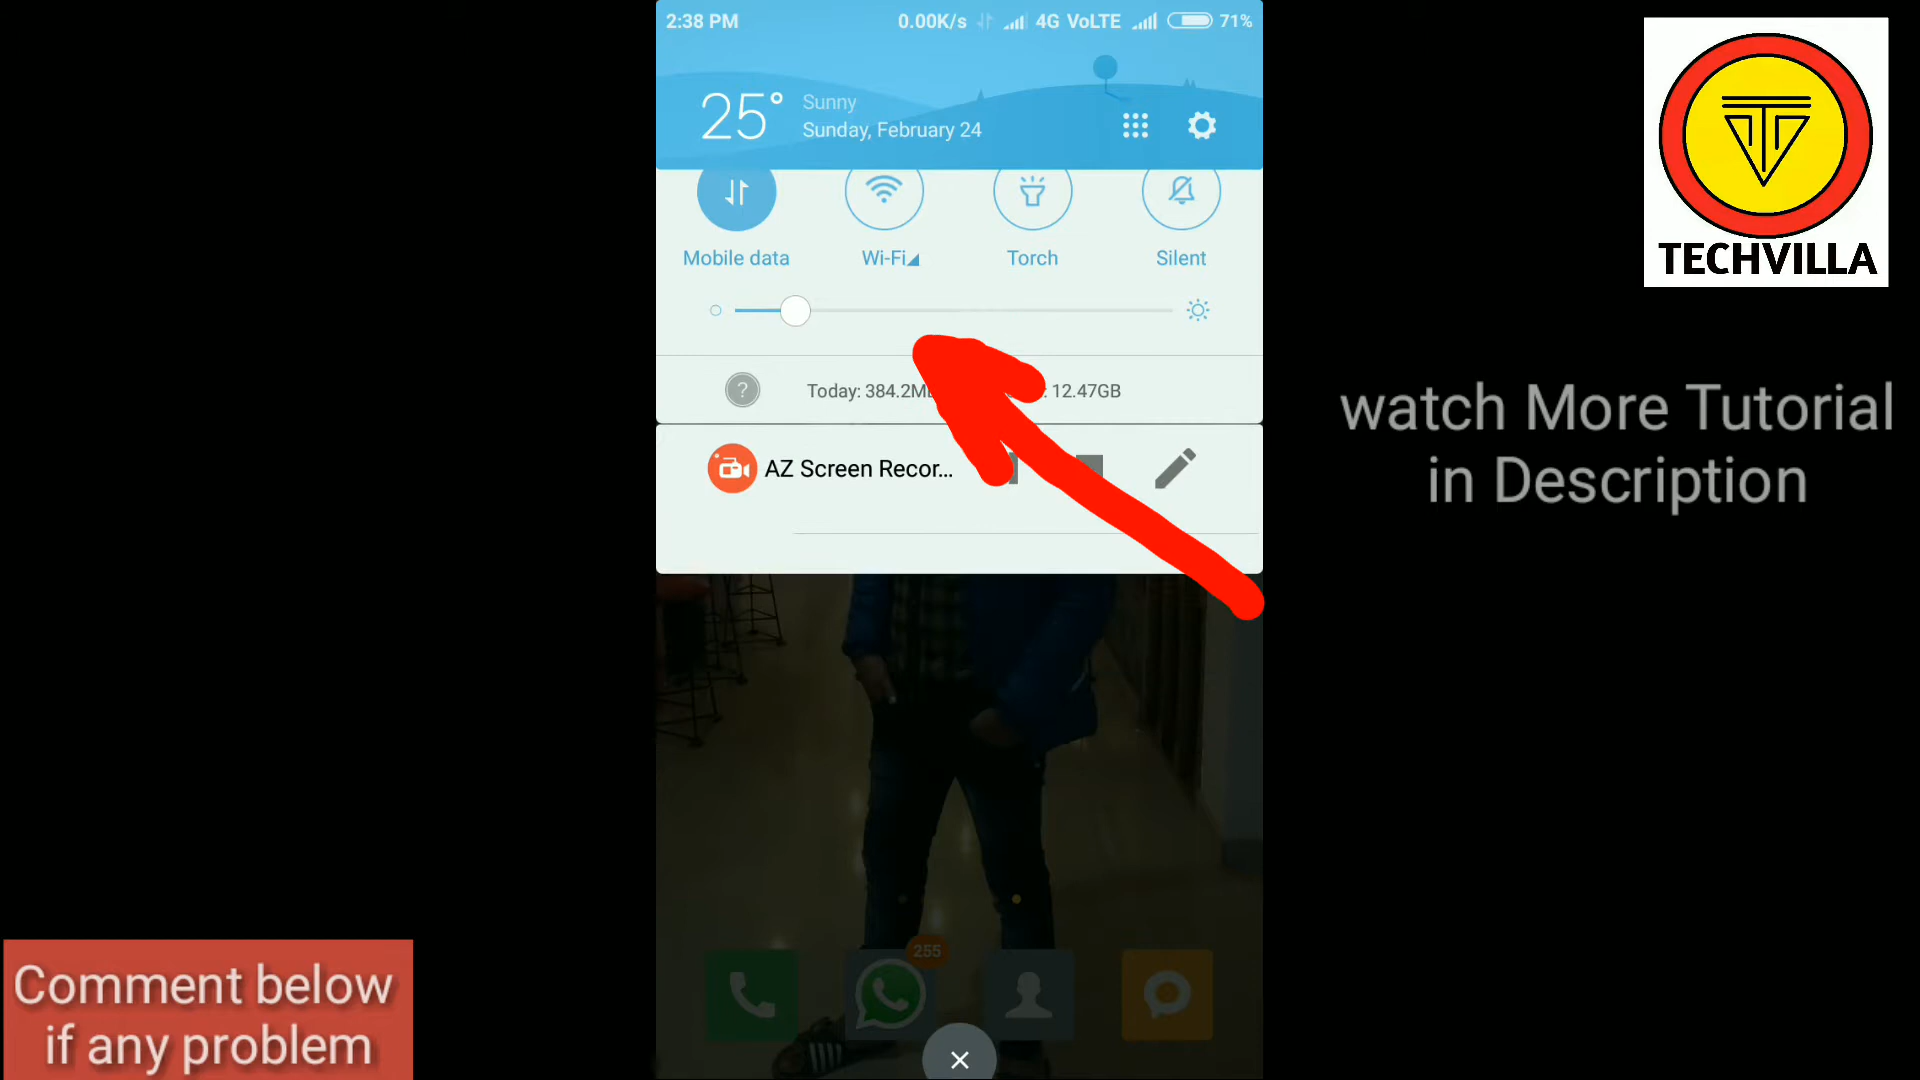 2:38 PM
0.00K/s 4G VoLTE 71%
25° Sunny
Sunday, February 24
Mobile data Wi-Fi Torch Silent
? Today: 384.2M : 12.47GB
AZ Screen Recor...
255
TECHVILLA
watch More Tutorial
in Description
Comment below
if any problem